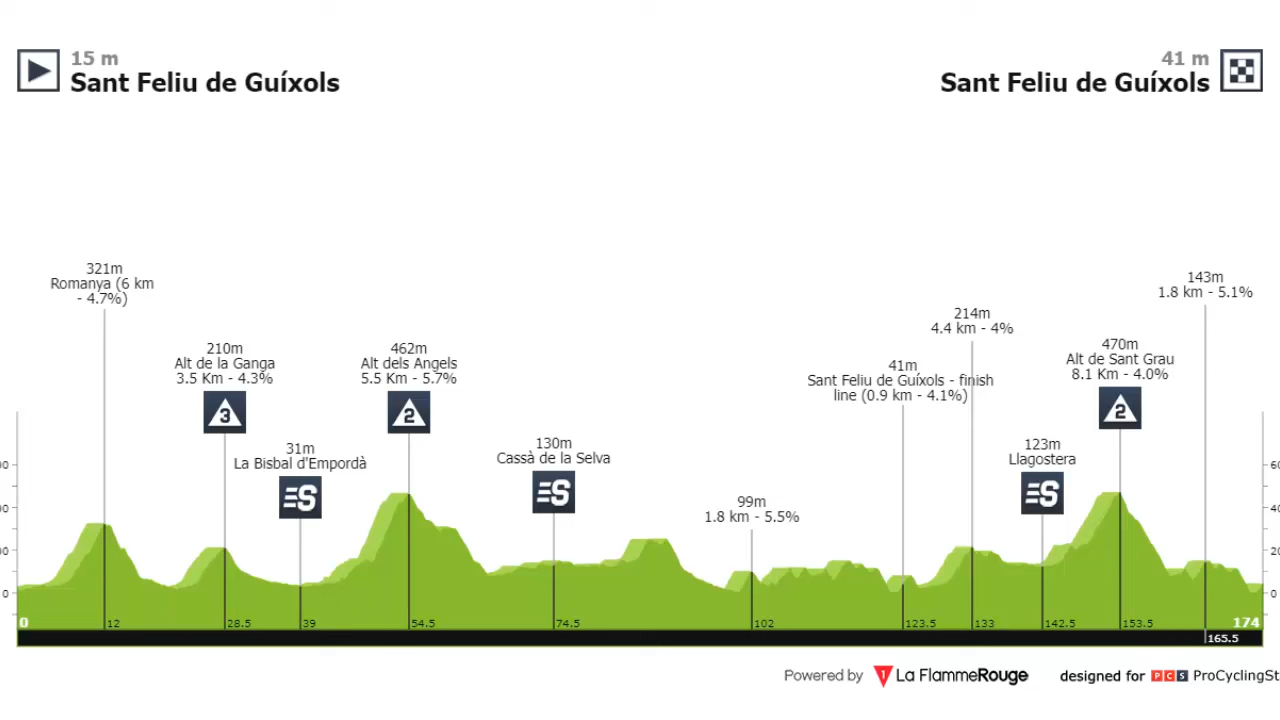 15 m
Sant Feliu de Guíxols
41 m
Sant Feliu de Guíxols
321m
Romanya (6 km
- 4.7%)
210m
Alt de la Ganga
3.5 Km - 4.3%
3
31m
La Bisbal d'Empordà
S
462m
Alt dels Angels
5.5 Km - 5.7%
2
130m
Cassà de la Selva
S
99m
1.8 km - 5.5%
41m
Sant Feliu de Guíxols - finish
line (0.9 km - 4.1%)
214m
4.4 km - 4%
123m
Llagostera
S
470m
Alt de Sant Grau
8.1 Km - 4.0%
2
143m
1.8 km - 5.1%
0
0
0 12 28.5 39 54.5 74.5 102 123.5 133 142.5 153.5 174
165.5
Powered by La FlammeRouge designed for PCS ProCyclingSt